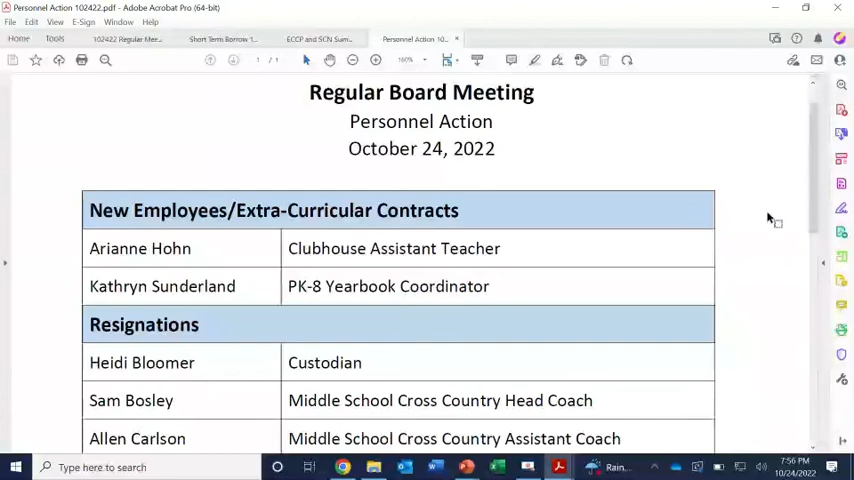 Personnel Action 102422.pdf - Adobe Acrobat Pro (64-bit)
File Edit View E-Sign Window Help
Home Tools 102422 Regular Mee... Short Term Borrow 1... ECCP and SCN Sum... Personnel Action 10... ×
1 / 1 160%
Regular Board Meeting
Personnel Action
October 24, 2022
New Employees/Extra-Curricular Contracts
Arianne Hohn Clubhouse Assistant Teacher
Kathryn Sunderland PK-8 Yearbook Coordinator
Resignations
Heidi Bloomer Custodian
Sam Bosley Middle School Cross Country Head Coach
Allen Carlson Middle School Cross Country Assistant Coach
Type here to search Rain... 7:56 PM
10/24/2022